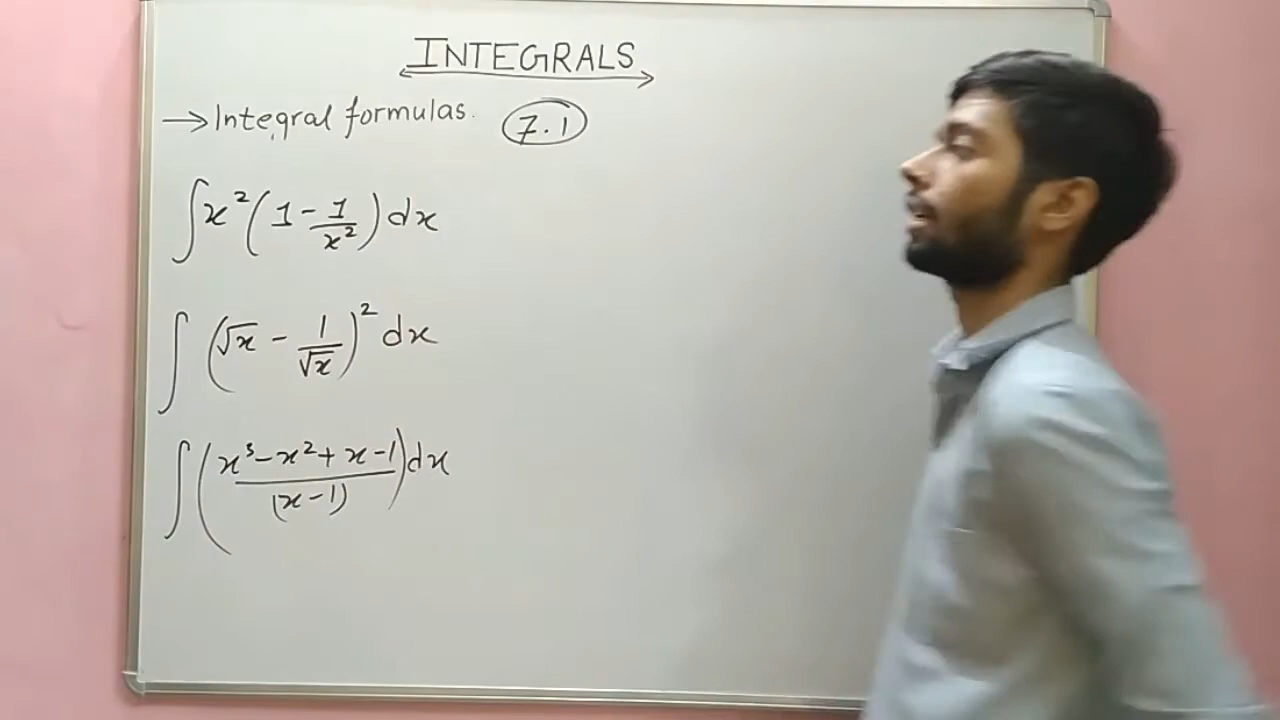 INTEGRALS
→ Integral formulas. 7.1
∫x²(1 - 1/x²)dx
∫(√x - 1/√x)² dx
∫((x³-x²+x-1)/(x-1))dx